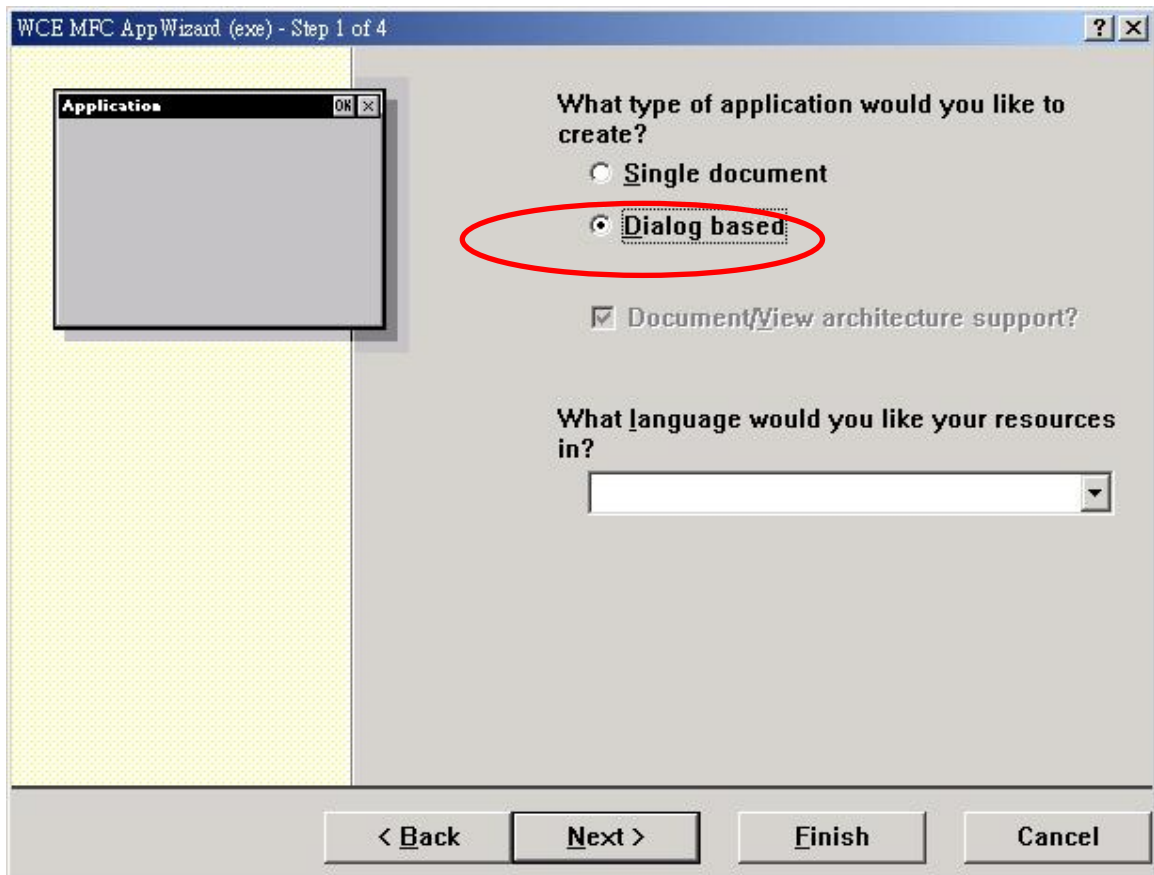 WCE MFC AppWizard (exe) - Step 1 of 4
Application
OK
What type of application would you like to
create?
Single document
Dialog based
Document/View architecture support?
What language would you like your resources
in?
< Back
Next >
Finish
Cancel